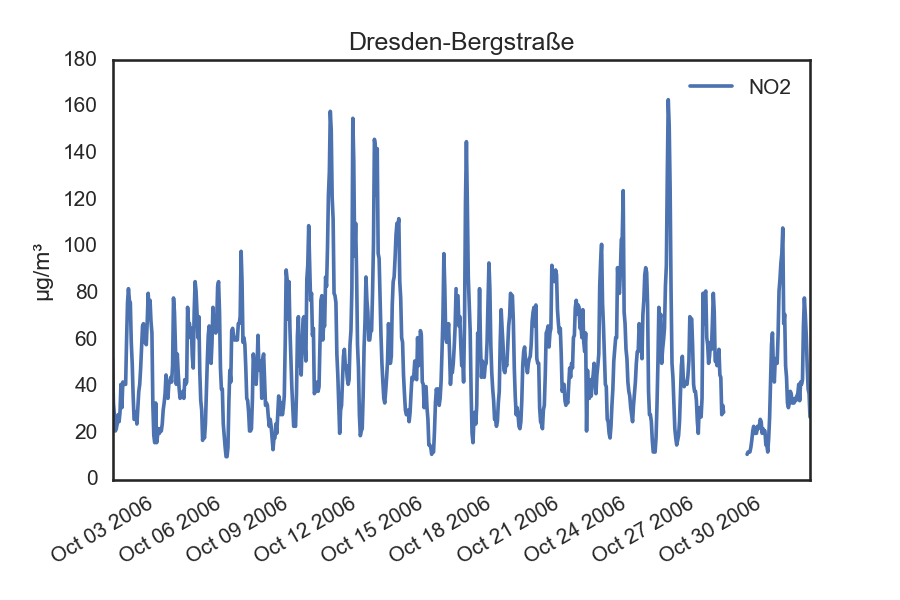 Dresden-Bergstraße
µg/m³
180
160
140
120
100
80
60
40
20
0
NO2
Oct 03 2006
Oct 06 2006
Oct 09 2006
Oct 12 2006
Oct 15 2006
Oct 18 2006
Oct 21 2006
Oct 24 2006
Oct 27 2006
Oct 30 2006